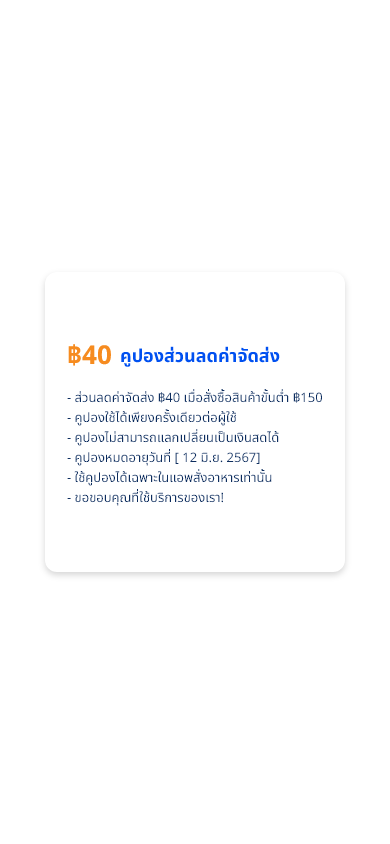 ฿40 คูปองส่วนลดค่าจัดส่ง
- ส่วนลดค่าจัดส่ง ฿40 เมื่อสั่งซื้อสินค้าขั้นต่ำ ฿150
- คูปองใช้ได้เพียงครั้งเดียวต่อผู้ใช้
- คูปองไม่สามารถแลกเปลี่ยนเป็นเงินสดได้
- คูปองหมดอายุวันที่ [ 12 มิ.ย. 2567]
- ใช้คูปองได้เฉพาะในแอพสั่งอาหารเท่านั้น
- ขอขอบคุณที่ใช้บริการของเรา!